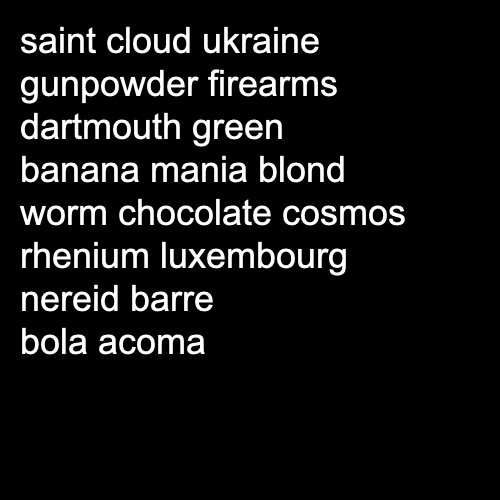 saint cloud ukraine
gunpowder firearms
dartmouth green
banana mania blond
worm chocolate cosmos
rhenium luxembourg
nereid barre
bola acoma